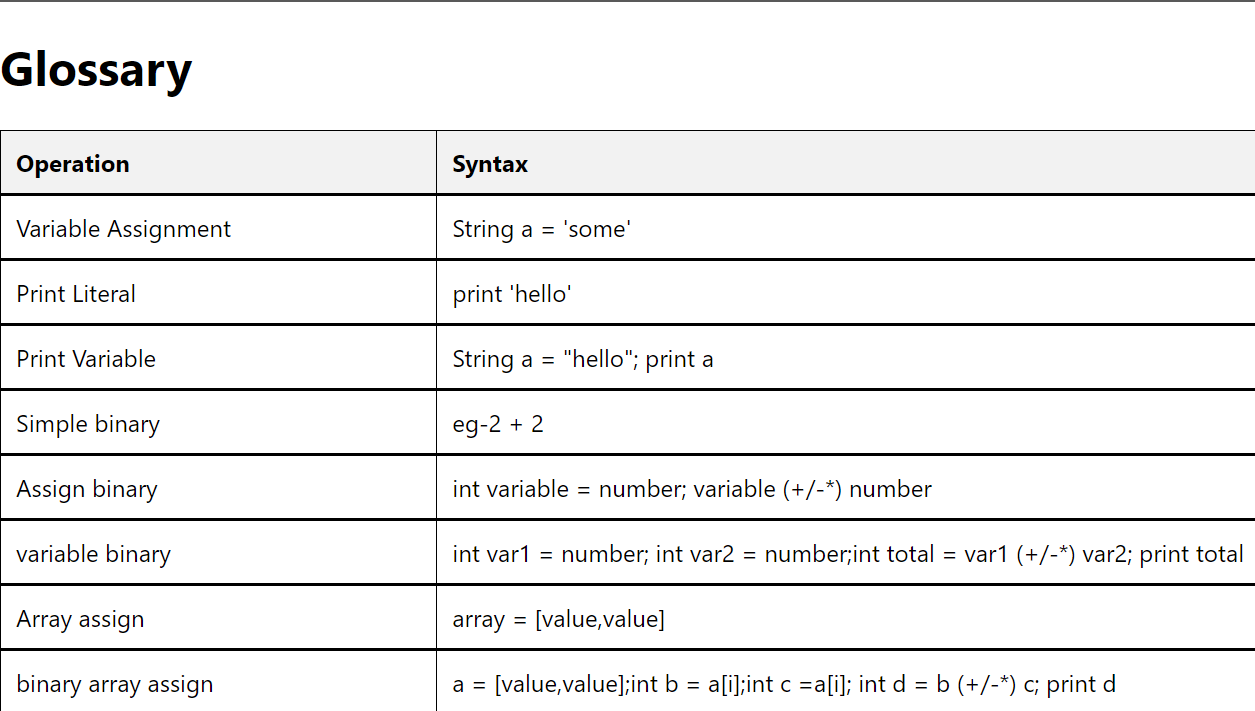 Glossary
Operation Syntax
Variable Assignment String a = 'some'
Print Literal print 'hello'
Print Variable String a = "hello"; print a
Simple binary eg-2 + 2
Assign binary int variable = number; variable (+/-*) number
variable binary int var1 = number; int var2 = number;int total = var1 (+/-*) var2; print total
Array assign array = [value,value]
binary array assign a = [value,value];int b = a[i];int c =a[i]; int d = b (+/-*) c; print d